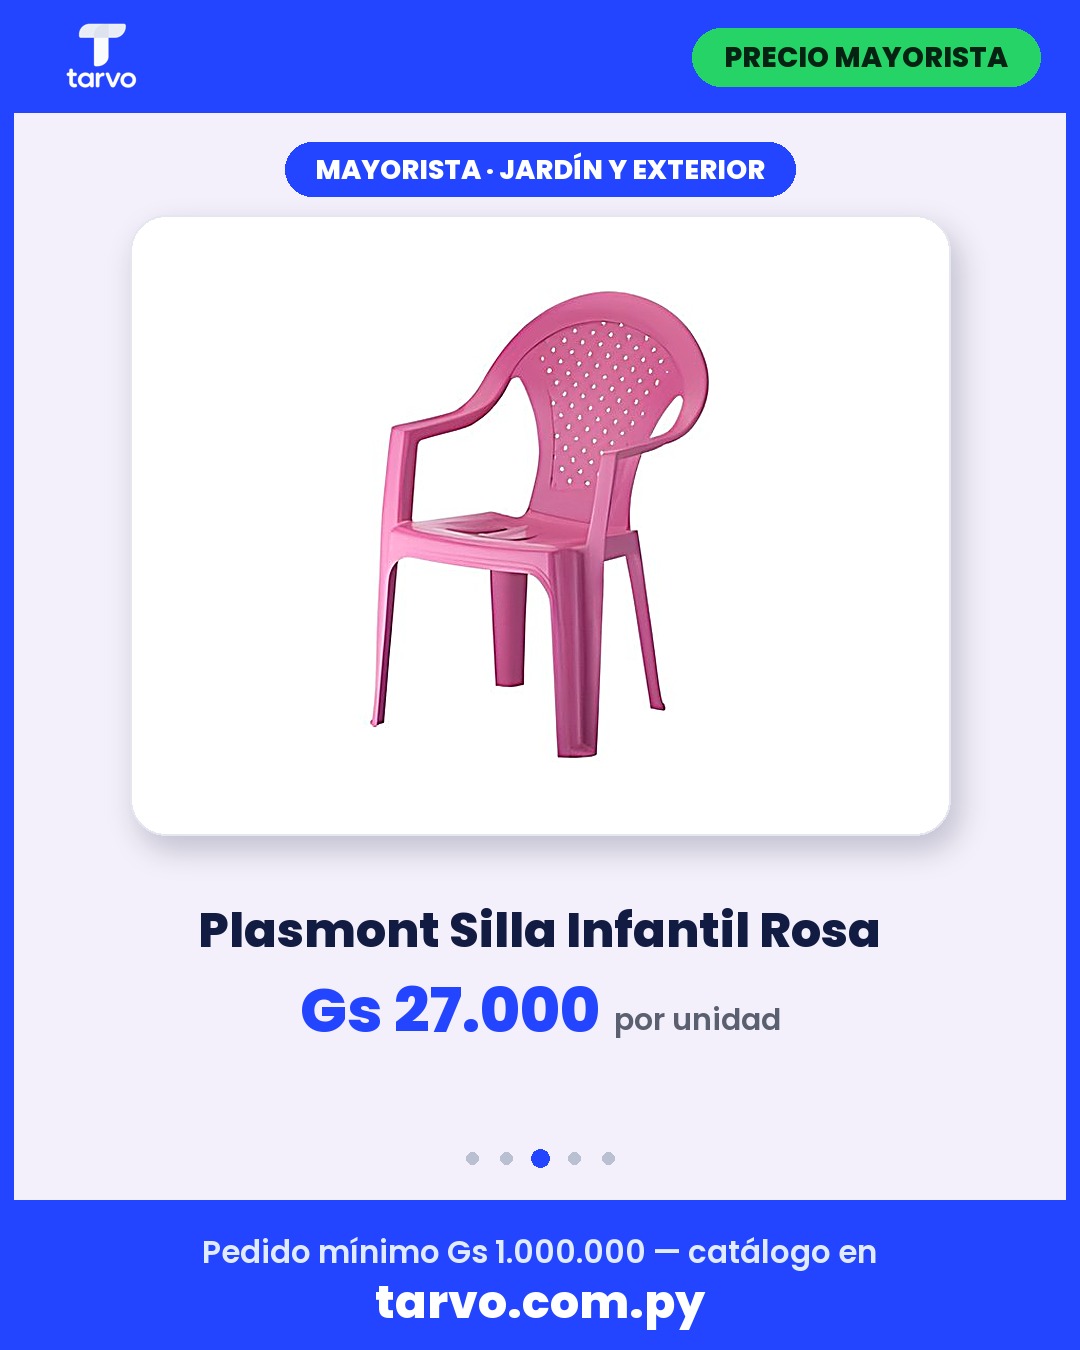 tarvo
PRECIO MAYORISTA
MAYORISTA · JARDÍN Y EXTERIOR
Plasmont Silla Infantil Rosa
Gs 27.000 por unidad
Pedido mínimo Gs 1.000.000 — catálogo en
tarvo.com.py